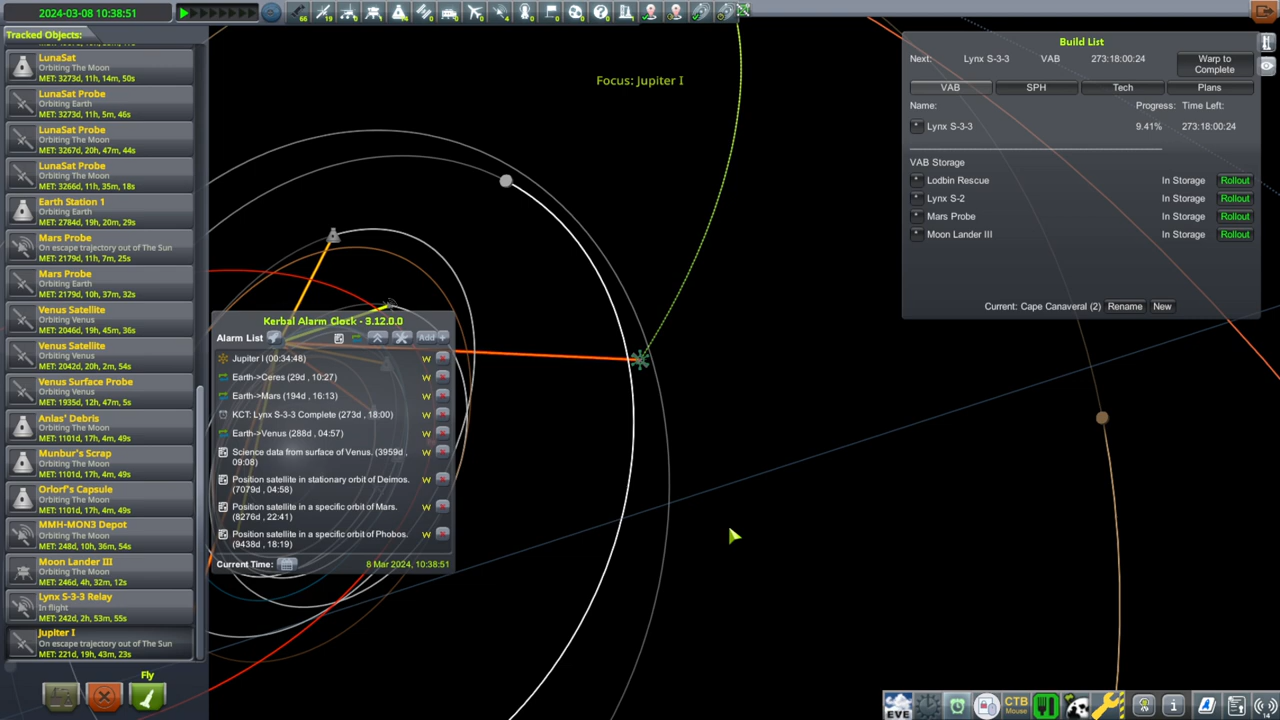 2024-03-08 10:38:51
66
19
4
Tracked Objects:
LunaSat
Orbiting The Moon
MET: 3273d, 11h, 14m, 50s
LunaSat Probe
Orbiting Earth
MET: 3273d, 11h, 5m, 46s
LunaSat Probe
Orbiting The Moon
MET: 3267d, 20h, 47m, 44s
LunaSat Probe
Orbiting The Moon
MET: 3266d, 11h, 35m, 18s
Earth Station 1
Orbiting Earth
MET: 2784d, 19h, 20m, 29s
Mars Probe
On escape trajectory out of The Sun
MET: 2179d, 11h, 7m, 25s
Mars Probe
Orbiting Earth
MET: 2179d, 10h, 37m, 32s
Venus Satellite
Orbiting Venus
MET: 2046d, 19h, 45m, 36s
Venus Satellite
Orbiting Venus
MET: 2042d, 20h, 2m, 54s
Venus Surface Probe
Orbiting Venus
MET: 1935d, 12h, 47m, 5s
Anlas' Debris
Orbiting The Moon
MET: 1101d, 17h, 4m, 49s
Munbur's Scrap
Orbiting The Moon
MET: 1101d, 17h, 4m, 49s
Orlorf's Capsule
Orbiting The Moon
MET: 1101d, 17h, 4m, 49s
MMH-MON3 Depot
Orbiting The Moon
MET: 248d, 10h, 36m, 54s
Moon Lander III
Orbiting The Moon
MET: 246d, 4h, 32m, 12s
Lynx S-3-3 Relay
In flight
MET: 242d, 2h, 53m, 55s
Jupiter I
On escape trajectory out of The Sun
MET: 221d, 19h, 43m, 23s
Fly
Focus: Jupiter I
Kerbal Alarm Clock - 3.12.0.0
Alarm List
Add +
Jupiter I (00:34:48) W
Earth->Ceres (29d , 10:27) W
Earth->Mars (194d , 16:13) W
KCT: Lynx S-3-3 Complete (273d , 18:00) W
Earth->Venus (288d , 04:57) W
Science data from surface of Venus. (3959d , W
09:08)
Position satellite in stationary orbit of Deimos. W
(7079d , 04:58)
Position satellite in a specific orbit of Mars. W
(8276d , 22:41)
Position satellite in a specific orbit of Phobos. W
(9438d , 18:19)
Current Time: 8 Mar 2024, 10:38:51
Build List
Next: Lynx S-3-3 VAB 273:18:00:24 Warp to
Complete
VAB SPH Tech Plans
Name: Progress: Time Left:
* Lynx S-3-3 9.41% 273:18:00:24
VAB Storage
* Lodbin Rescue In Storage Rollout
* Lynx S-2 In Storage Rollout
* Mars Probe In Storage Rollout
* Moon Lander III In Storage Rollout
Current: Cape Canaveral (2) Rename New
EVE
CTB
Mouse
14